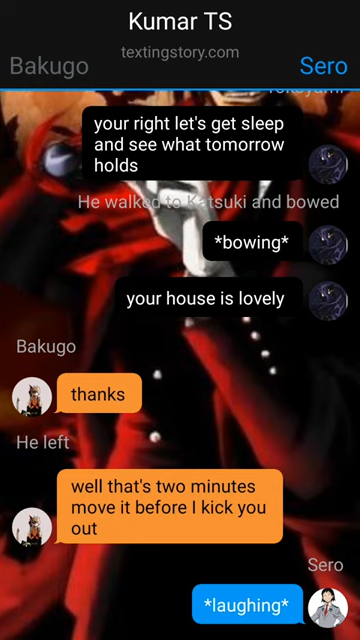 Kumar TS
textingstory.com
Bakugo
Sero
Tokoyami
your right let's get sleep
and see what tomorrow
holds
He walked to Katsuki and bowed
*bowing*
your house is lovely
Bakugo
thanks
He left
well that's two minutes
move it before I kick you
out
Sero
*laughing*